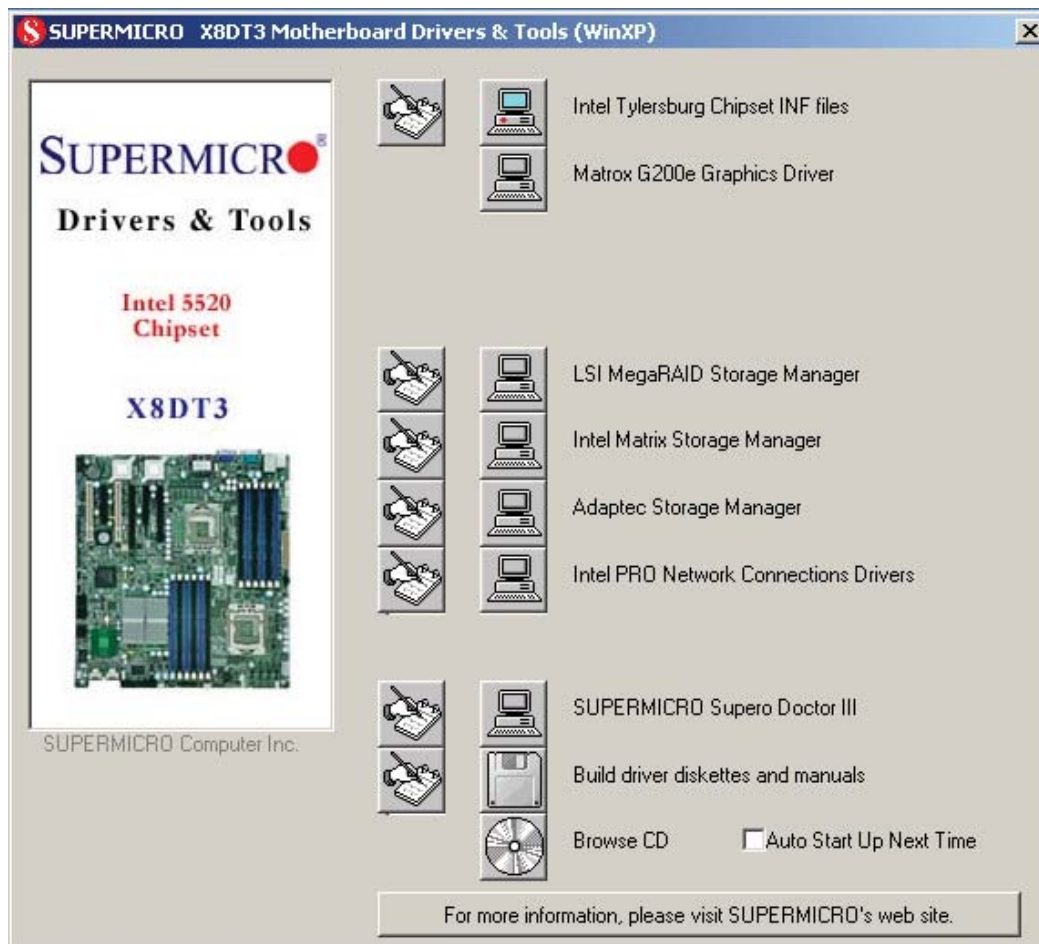 SUPERMICRO X8DT3 Motherboard Drivers & Tools (WinXP)
SUPERMICRO®
Drivers & Tools
Intel 5520
Chipset
X8DT3
SUPERMICRO Computer Inc.
Intel Tylersburg Chipset INF files
Matrox G200e Graphics Driver
LSI MegaRAID Storage Manager
Intel Matrix Storage Manager
Adaptec Storage Manager
Intel PRO Network Connections Drivers
SUPERMICRO Supero Doctor III
Build driver diskettes and manuals
Browse CD
Auto Start Up Next Time
For more information, please visit SUPERMICRO's web site.